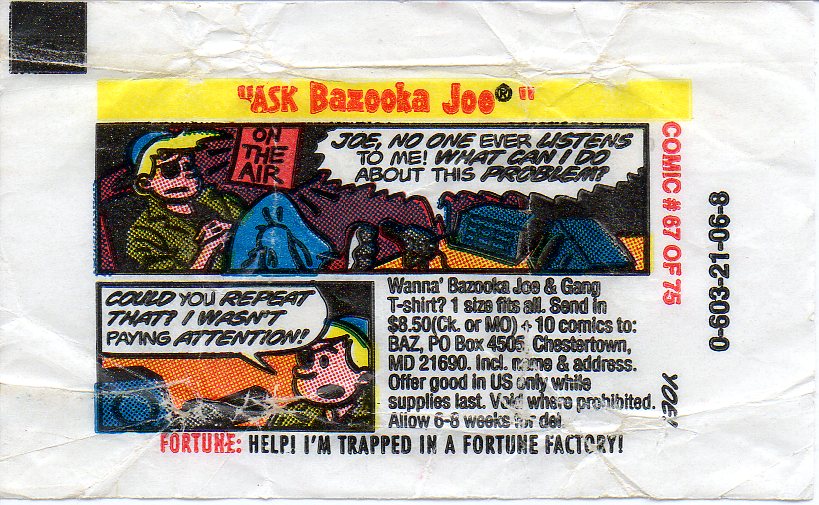 "ASK Bazooka Joe® "
ON
THE
AIR
JOE, NO ONE EVER LISTENS
TO ME! WHAT CAN I DO
ABOUT THIS PROBLEM?
COULD YOU REPEAT
THAT? I WASN'T
PAYING ATTENTION!
Wanna' Bazooka Joe & Gang
T-shirt? 1 size fits all. Send in
$8.50(Ck. or MO) + 10 comics to:
BAZ, PO Box 4505, Chestertown,
MD 21690. Incl. name & address.
Offer good in US only while
supplies last. Void where prohibited.
Allow 6-8 weeks for del.
FORTUNE: HELP! I'M TRAPPED IN A FORTUNE FACTORY!
COMIC # 67 OF 75
0-603-21-06-8